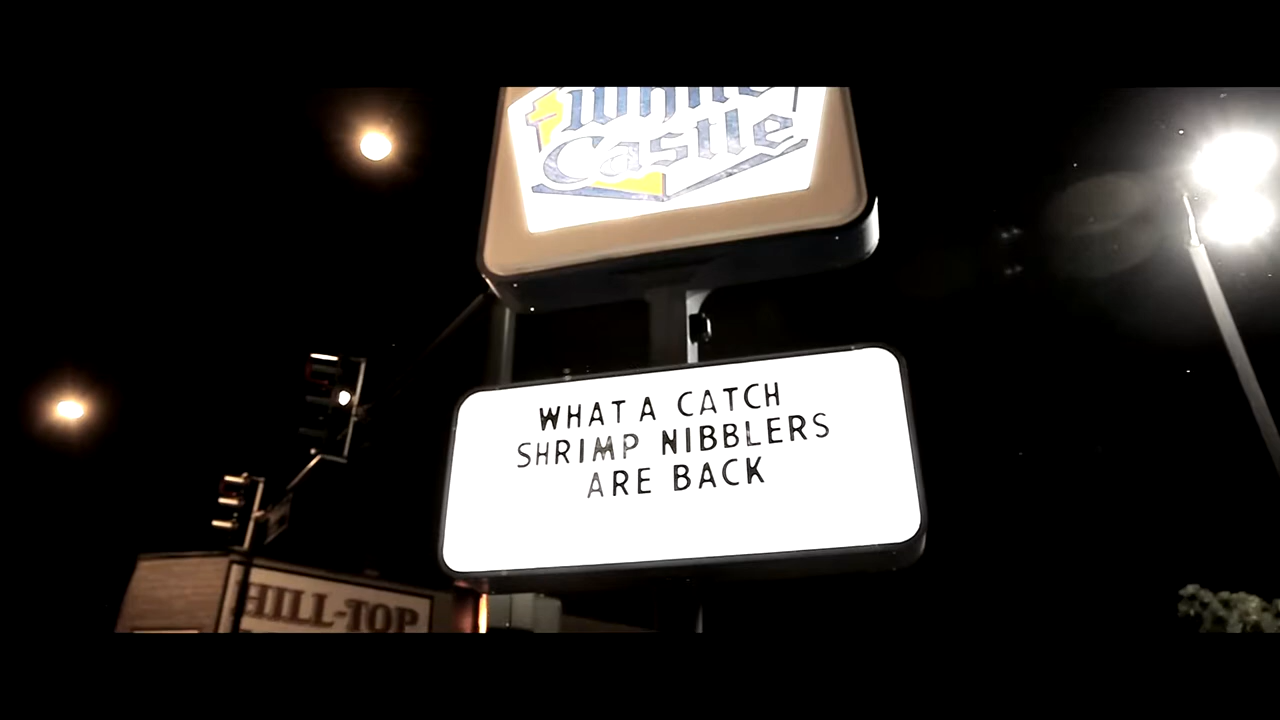 White
Castle
WHAT A CATCH
SHRIMP NIBBLERS
ARE BACK
HILL-TOP